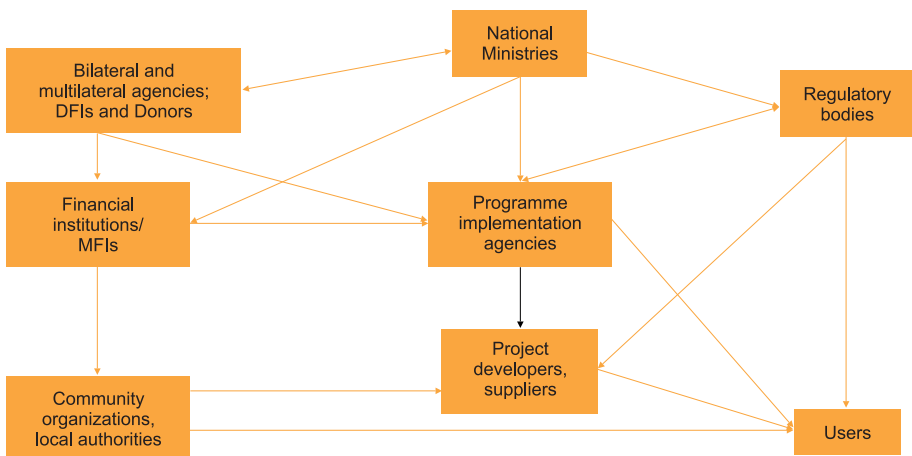 National
Ministries
Bilateral and
multilateral agencies;
DFIs and Donors
Regulatory
bodies
Financial
institutions/
MFIs
Programme
implementation
agencies
Project
developers,
suppliers
Community
organizations,
local authorities
Users